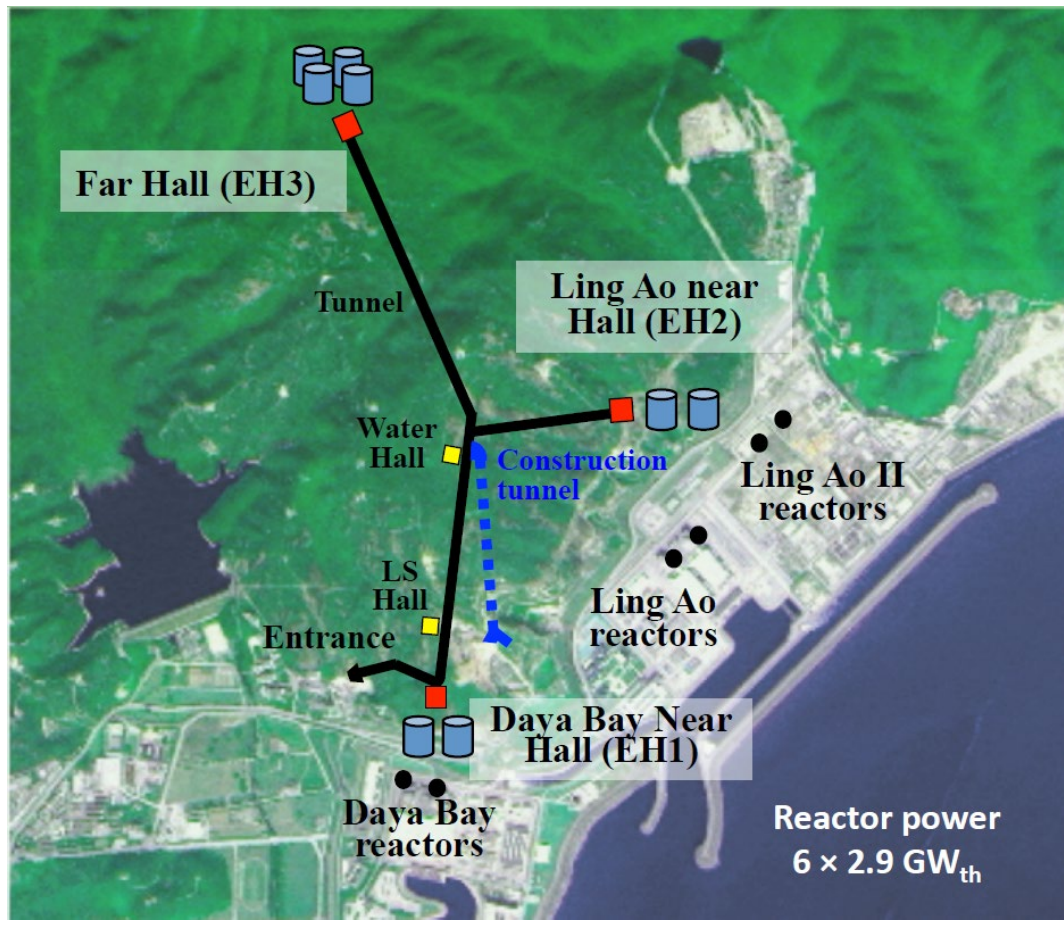 Far Hall (EH3)
Tunnel
Ling Ao near
Hall (EH2)
Water
Hall
Construction
tunnel
Ling Ao II
reactors
LS
Hall
Ling Ao
reactors
Entrance
Daya Bay Near
Hall (EH1)
Daya Bay
reactors
Reactor power
6 × 2.9 GWth